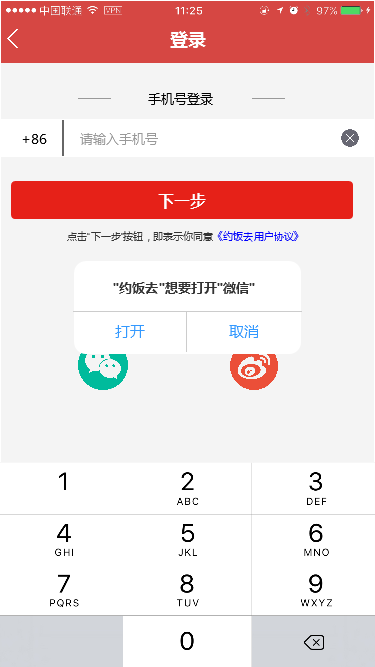 中国联通 VPN 11:25 97%
登录
手机号登录
+86 请输入手机号
下一步
点击“下一步”按钮，即表示你同意《约饭去用户协议》
"约饭去"想要打开"微信"
打开 取消
1 2 3
ABC DEF
4 5 6
GHI JKL MNO
7 8 9
PQRS TUV WXYZ
0